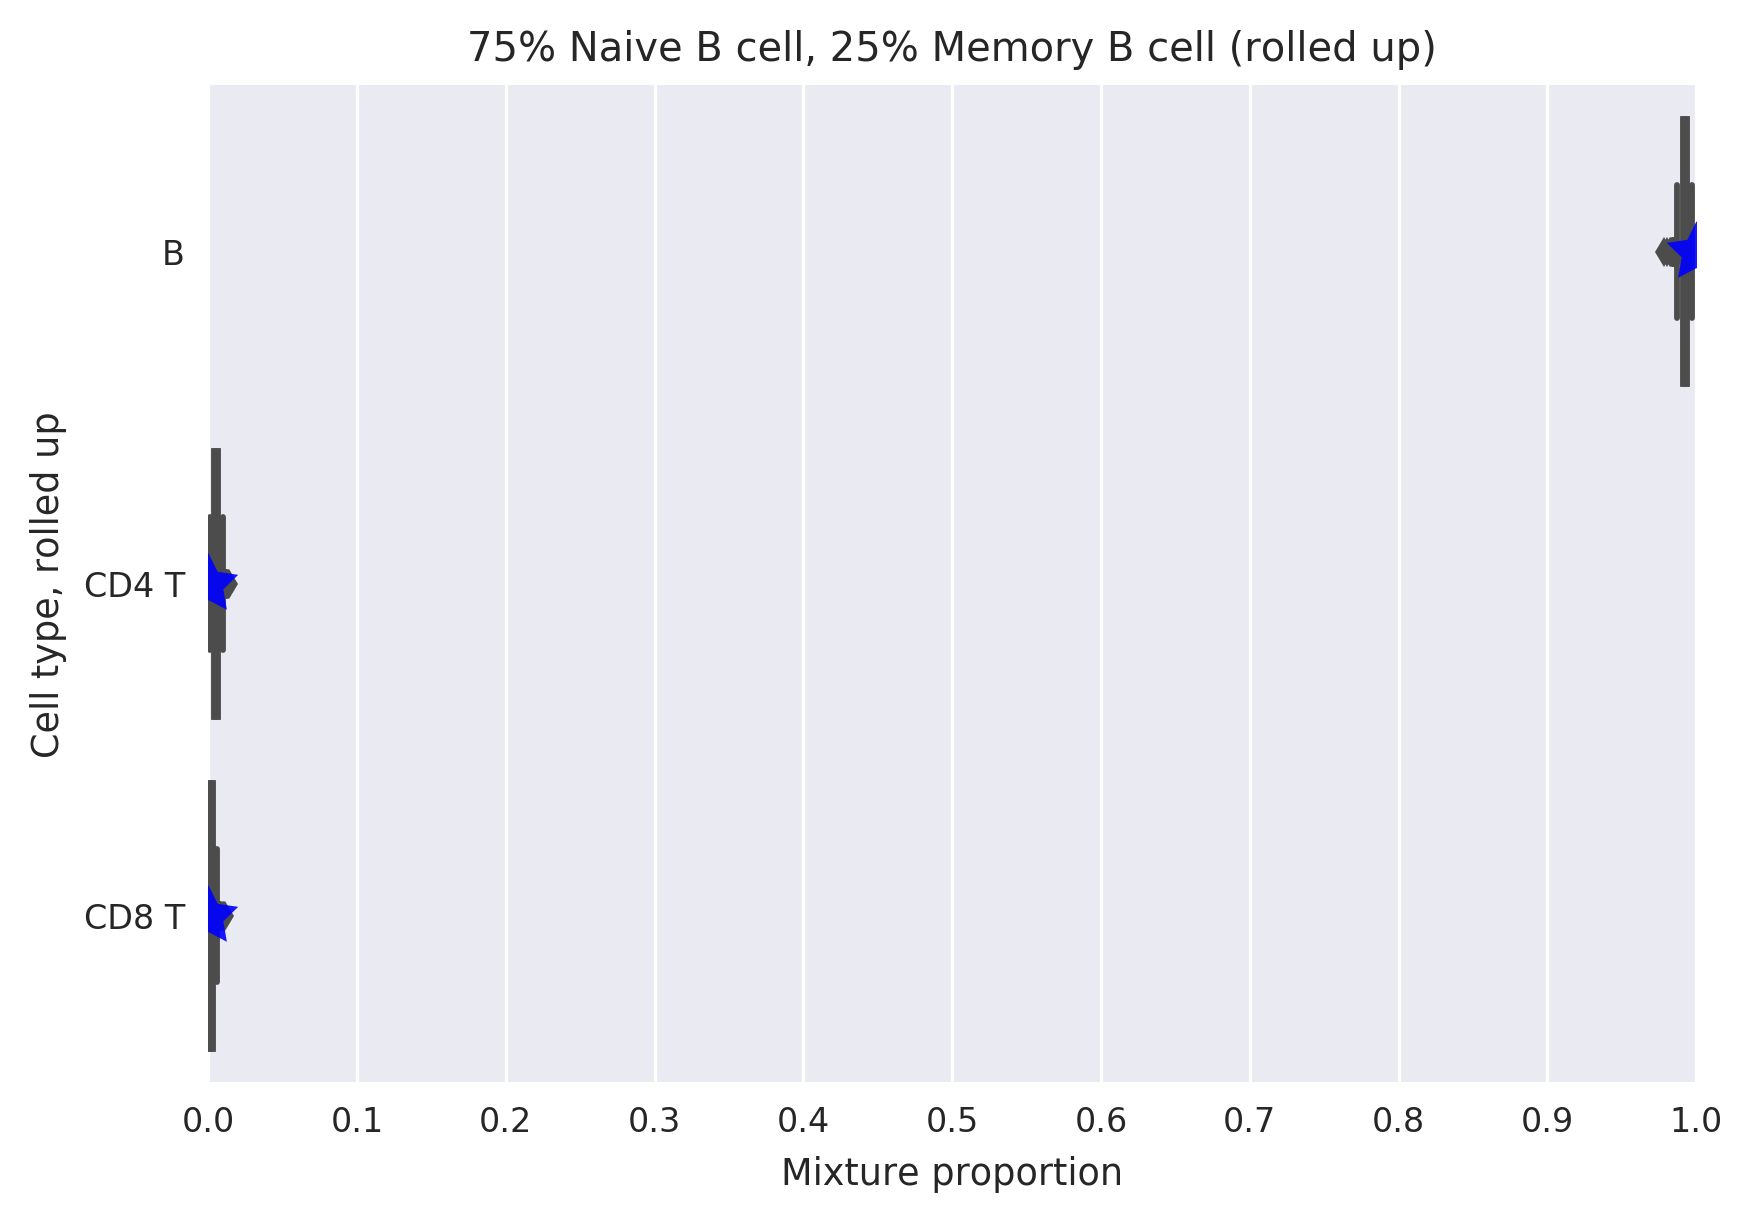 75% Naive B cell, 25% Memory B cell (rolled up)
B
CD4 T
CD8 T
Cell type, rolled up
0.0 0.1 0.2 0.3 0.4 0.5 0.6 0.7 0.8 0.9 1.0
Mixture proportion